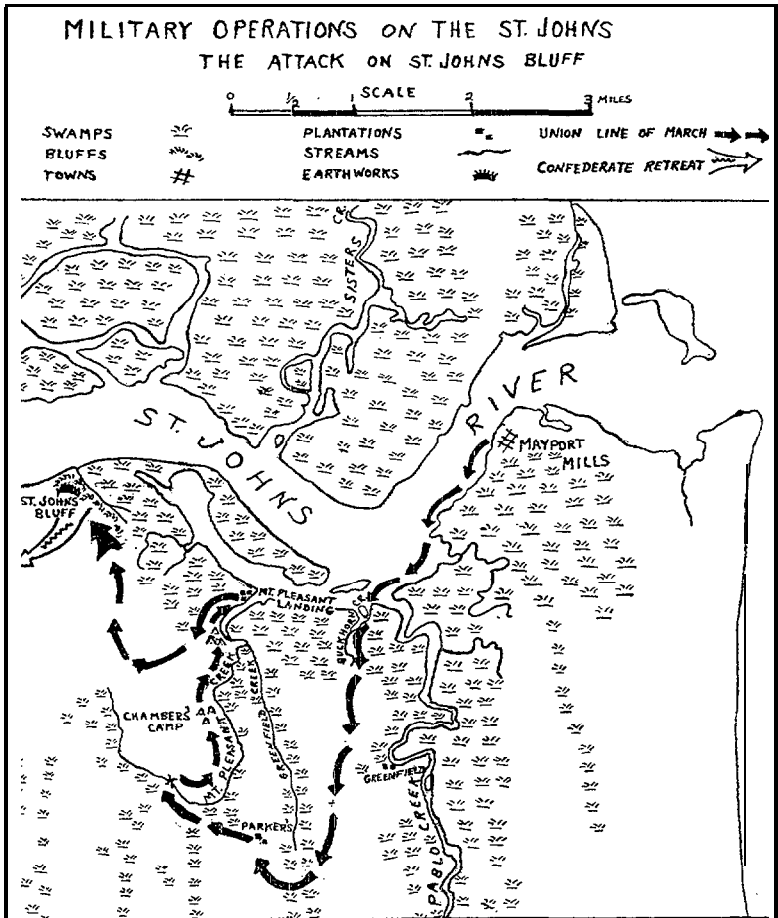 MILITARY OPERATIONS ON THE ST. JOHNS
THE ATTACK ON ST. JOHNS BLUFF
SCALE
0 ½ 1 2 3 MILES
SWAMPS
BLUFFS
TOWNS
PLANTATIONS
STREAMS
EARTHWORKS
UNION LINE OF MARCH
CONFEDERATE RETREAT
SISTERS CR.
ST. JOHNS
RIVER
MAYPORT
MILLS
ST. JOHNS
BLUFF
MT. PLEASANT
LANDING
BUCKHORN CR.
CHAMBERS'
CAMP
MT. PLEASANT CREEK
GREENFIELD CREEK
GREENFIELD
PARKER'S
PABLO CREEK